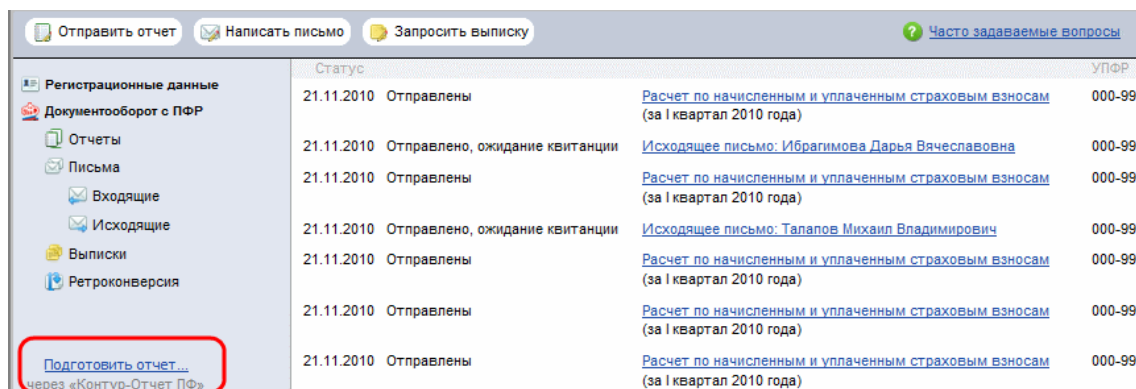 Отправить отчет Написать письмо Запросить выписку Часто задаваемые вопросы
Статус УПФР
Регистрационные данные
Документооборот с ПФР
Отчеты
Письма
Входящие
Исходящие
Выписки
Ретроконверсия
Подготовить отчет...
через «Контур-Отчет ПФ»
21.11.2010 Отправлены Расчет по начисленным и уплаченным страховым взносам 000-99
(за I квартал 2010 года)
21.11.2010 Отправлено, ожидание квитанции Исходящее письмо: Ибрагимова Дарья Вячеславовна 000-99
21.11.2010 Отправлены Расчет по начисленным и уплаченным страховым взносам 000-99
(за I квартал 2010 года)
21.11.2010 Отправлено, ожидание квитанции Исходящее письмо: Талапов Михаил Владимирович 000-99
21.11.2010 Отправлены Расчет по начисленным и уплаченным страховым взносам 000-99
(за I квартал 2010 года)
21.11.2010 Отправлены Расчет по начисленным и уплаченным страховым взносам 000-99
(за I квартал 2010 года)
21.11.2010 Отправлены Расчет по начисленным и уплаченным страховым взносам 000-99
(за I квартал 2010 года)